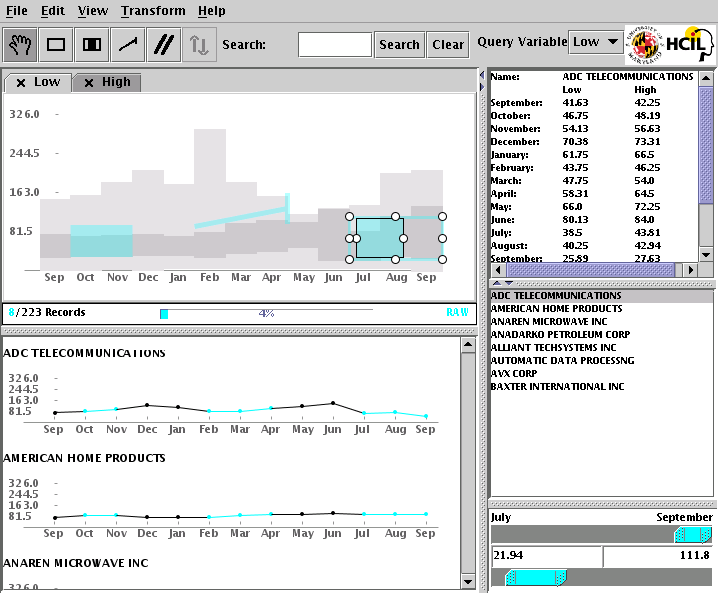 File Edit View Transform Help
Search: Search Clear Query Variable Low UNIVERSITY OF MARYLAND HCIL
Low High
326.0
244.5
163.0
81.5
Sep Oct Nov Dec Jan Feb Mar Apr May Jun Jul Aug Sep
8/223 Records 4% RAW
ADC TELECOMMUNICATIONS
326.0
244.5
163.0
81.5
Sep Oct Nov Dec Jan Feb Mar Apr May Jun Jul Aug Sep
AMERICAN HOME PRODUCTS
326.0
244.5
163.0
81.5
Sep Oct Nov Dec Jan Feb Mar Apr May Jun Jul Aug Sep
ANAREN MICROWAVE INC
326.0
Name: ADC TELECOMMUNICATIONS
Low High
September: 41.63 42.25
October: 46.75 48.19
November: 54.13 56.63
December: 70.38 73.31
January: 61.75 66.5
February: 43.75 46.25
March: 47.75 54.0
April: 58.31 64.5
May: 66.0 72.25
June: 80.13 84.0
July: 38.5 43.81
August: 40.25 42.94
September: 25.89 27.63
ADC TELECOMMUNICATIONS
AMERICAN HOME PRODUCTS
ANAREN MICROWAVE INC
ANADARKO PETROLEUM CORP
ALLIANT TECHSYSTEMS INC
AUTOMATIC DATA PROCESSNG
AVX CORP
BAXTER INTERNATIONAL INC
July September
21.94 111.8